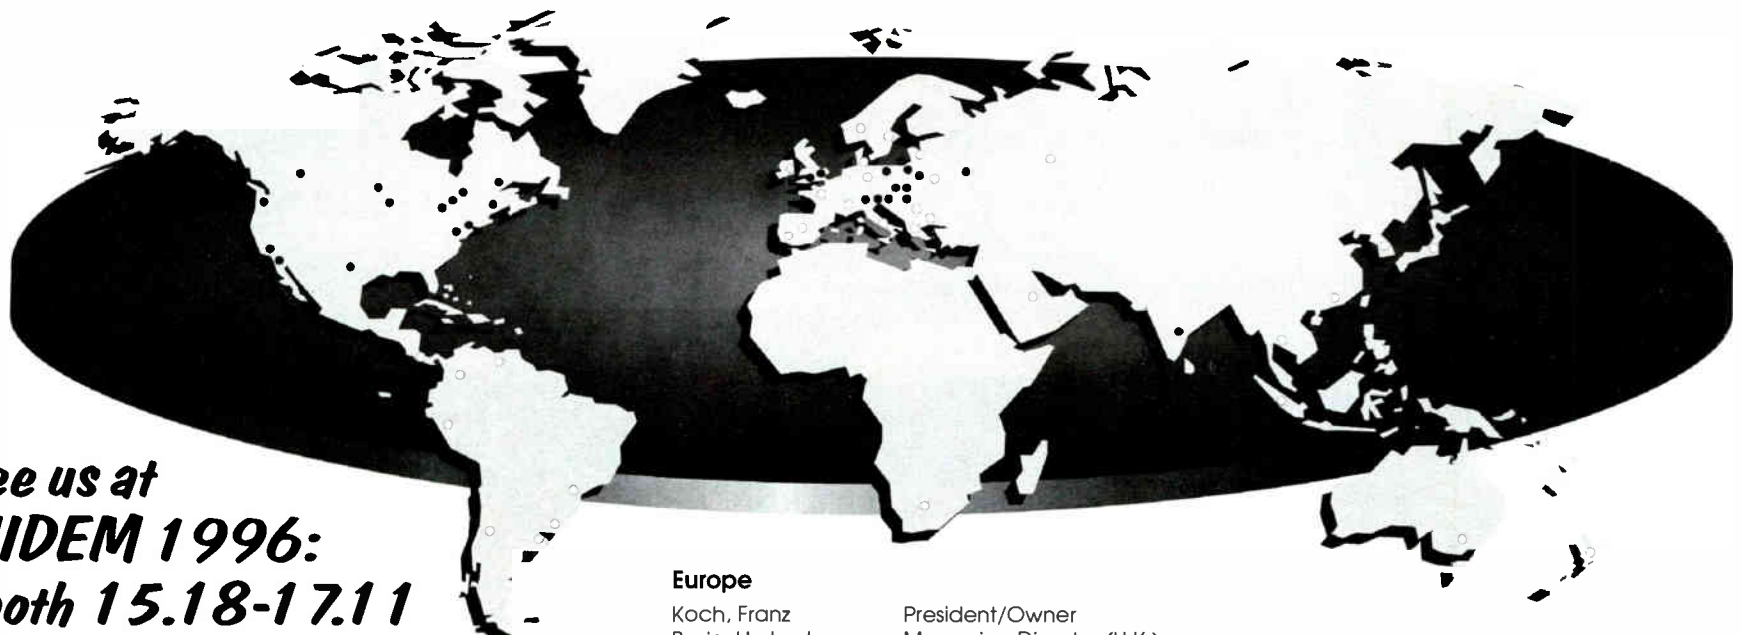 ee us at
IDEM 1996:
ooth 15.18-17.11
Europe
Koch, Franz President/Owner